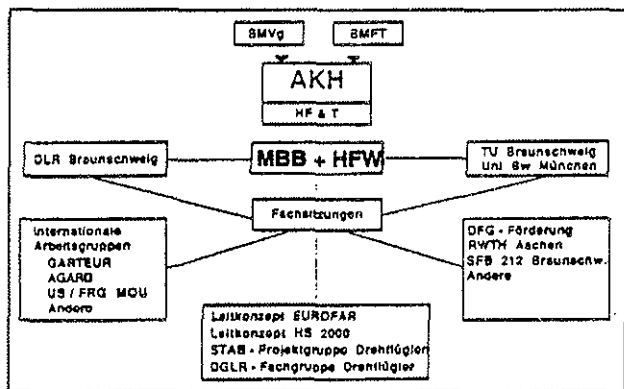 BMVg
BMFT
AKH
HF & T
DLR Braunschweig
MBB + HFW
TU Braunschweig
Uni Bw München
Fachsitzungen
Internationale
Arbeitsgruppen
GARTEUR
AGARD
US / FRG MOU
Andere
DFG - Förderung
RWTH Aachen
SFB 212 Braunschw.
Andere
Leitkonzept EUROFAR
Leitkonzept HS 2000
STAB - Projektgruppe Drehflügler
DGLR - Fachgruppe Drehflügler